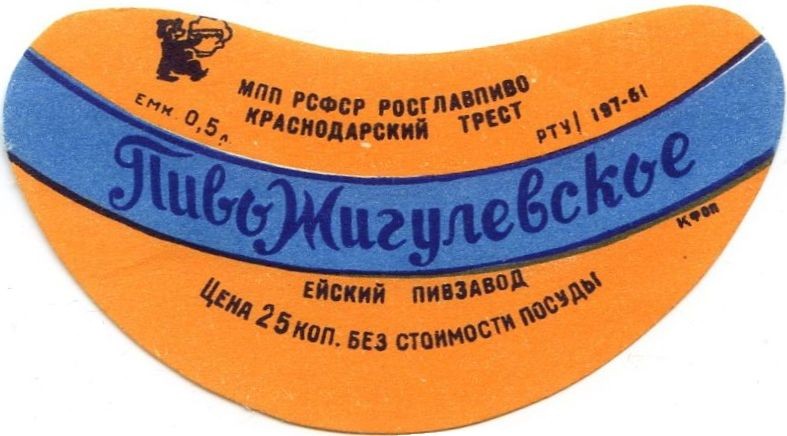 МПП РСФСР РОСГЛАВПИВО
КРАСНОДАРСКИЙ ТРЕСТ
ЕМК. 0,5 л.
РТУ/ 197-61
Пиво Жигулевское
КФОП
ЕЙСКИЙ ПИВЗАВОД
ЦЕНА 25 КОП. БЕЗ СТОИМОСТИ ПОСУДЫ